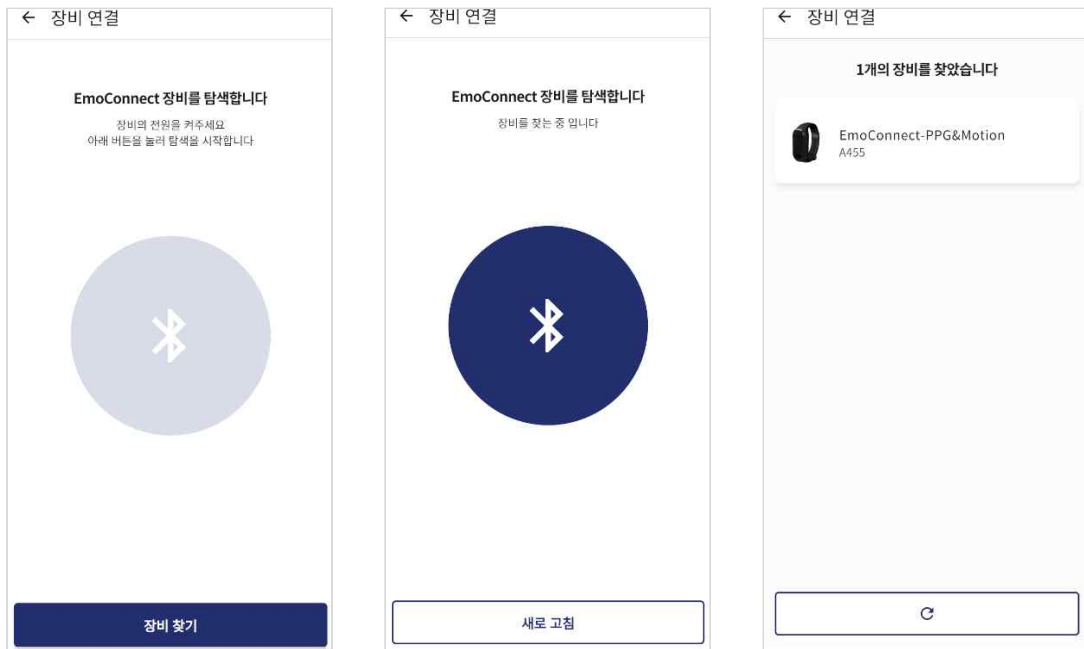 장비 연결
EmoConnect 장비를 탐색합니다
장비의 전원을 켜주세요
아래 버튼을 눌러 탐색을 시작합니다
장비 찾기
장비 연결
EmoConnect 장비를 탐색합니다
장비를 찾는 중 입니다
새로 고침
장비 연결
1개의 장비를 찾았습니다
EmoConnect-PPG&Motion
A455